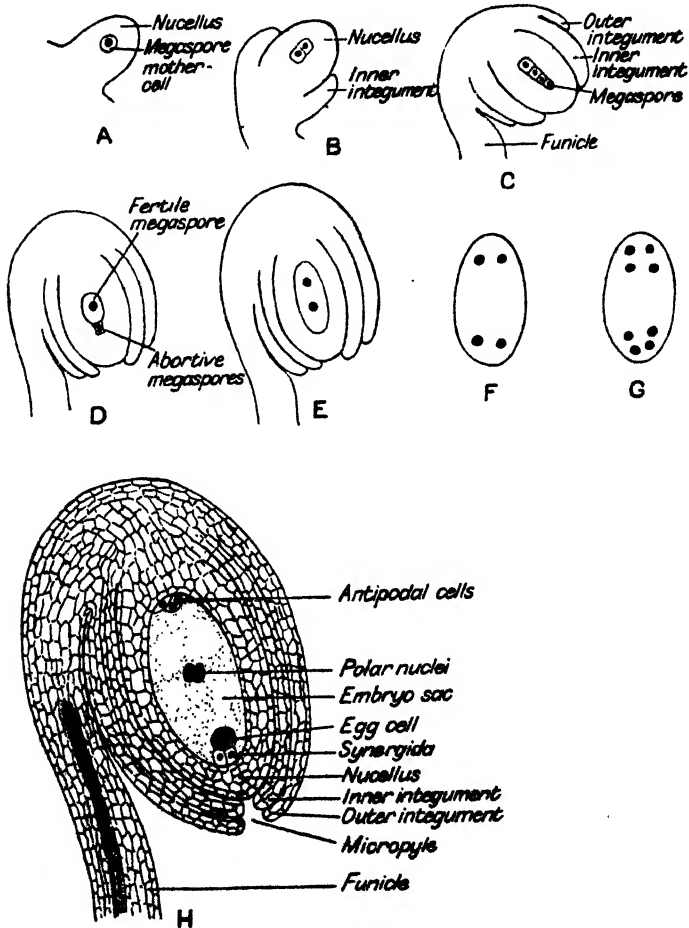 Nucellus
Megaspore
mother-
cell
A
Nucellus
Inner
integument
B
Outer
integument
Inner
integument
Megaspore
Funicle
C
Fertile
megaspore
Abortive
megaspores
D
E
F
G
Antipodal cells
Polar nuclei
Embryo sac
Egg cell
Synergida
Nucellus
Inner integument
Outer integument
Micropyle
Funicle
H